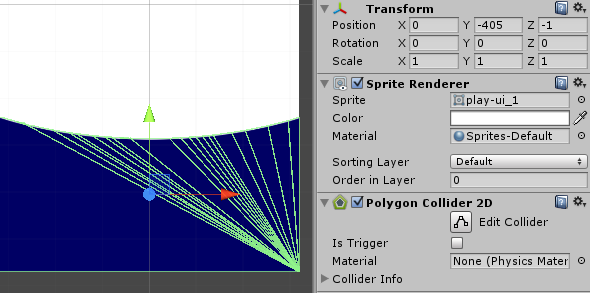 Transform
Position X 0 Y -405 Z -1
Rotation X 0 Y 0 Z 0
Scale X 1 Y 1 Z 1
Sprite Renderer
Sprite play-ui_1
Color
Material Sprites-Default
Sorting Layer Default
Order in Layer 0
Polygon Collider 2D
Edit Collider
Is Trigger
Material None (Physics Mater
Collider Info